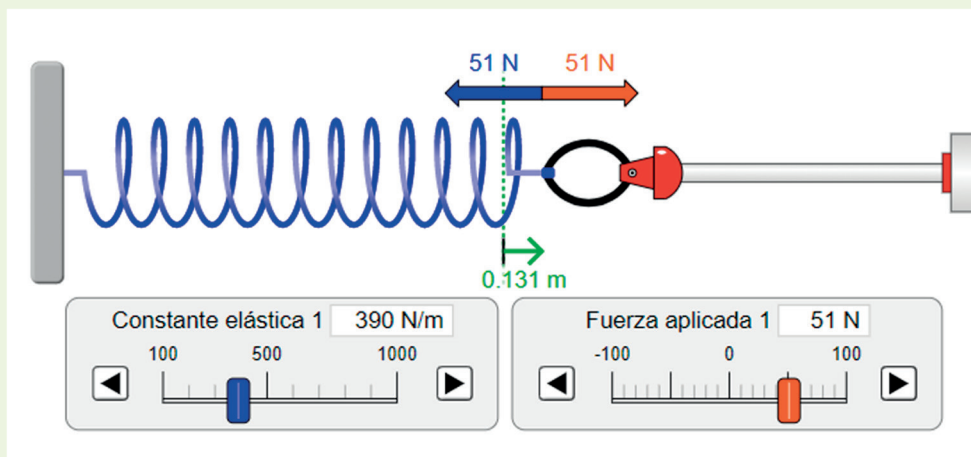 51 N 51 N
0.131 m
Constante elástica 1 390 N/m
100 500 1000
Fuerza aplicada 1 51 N
-100 0 100